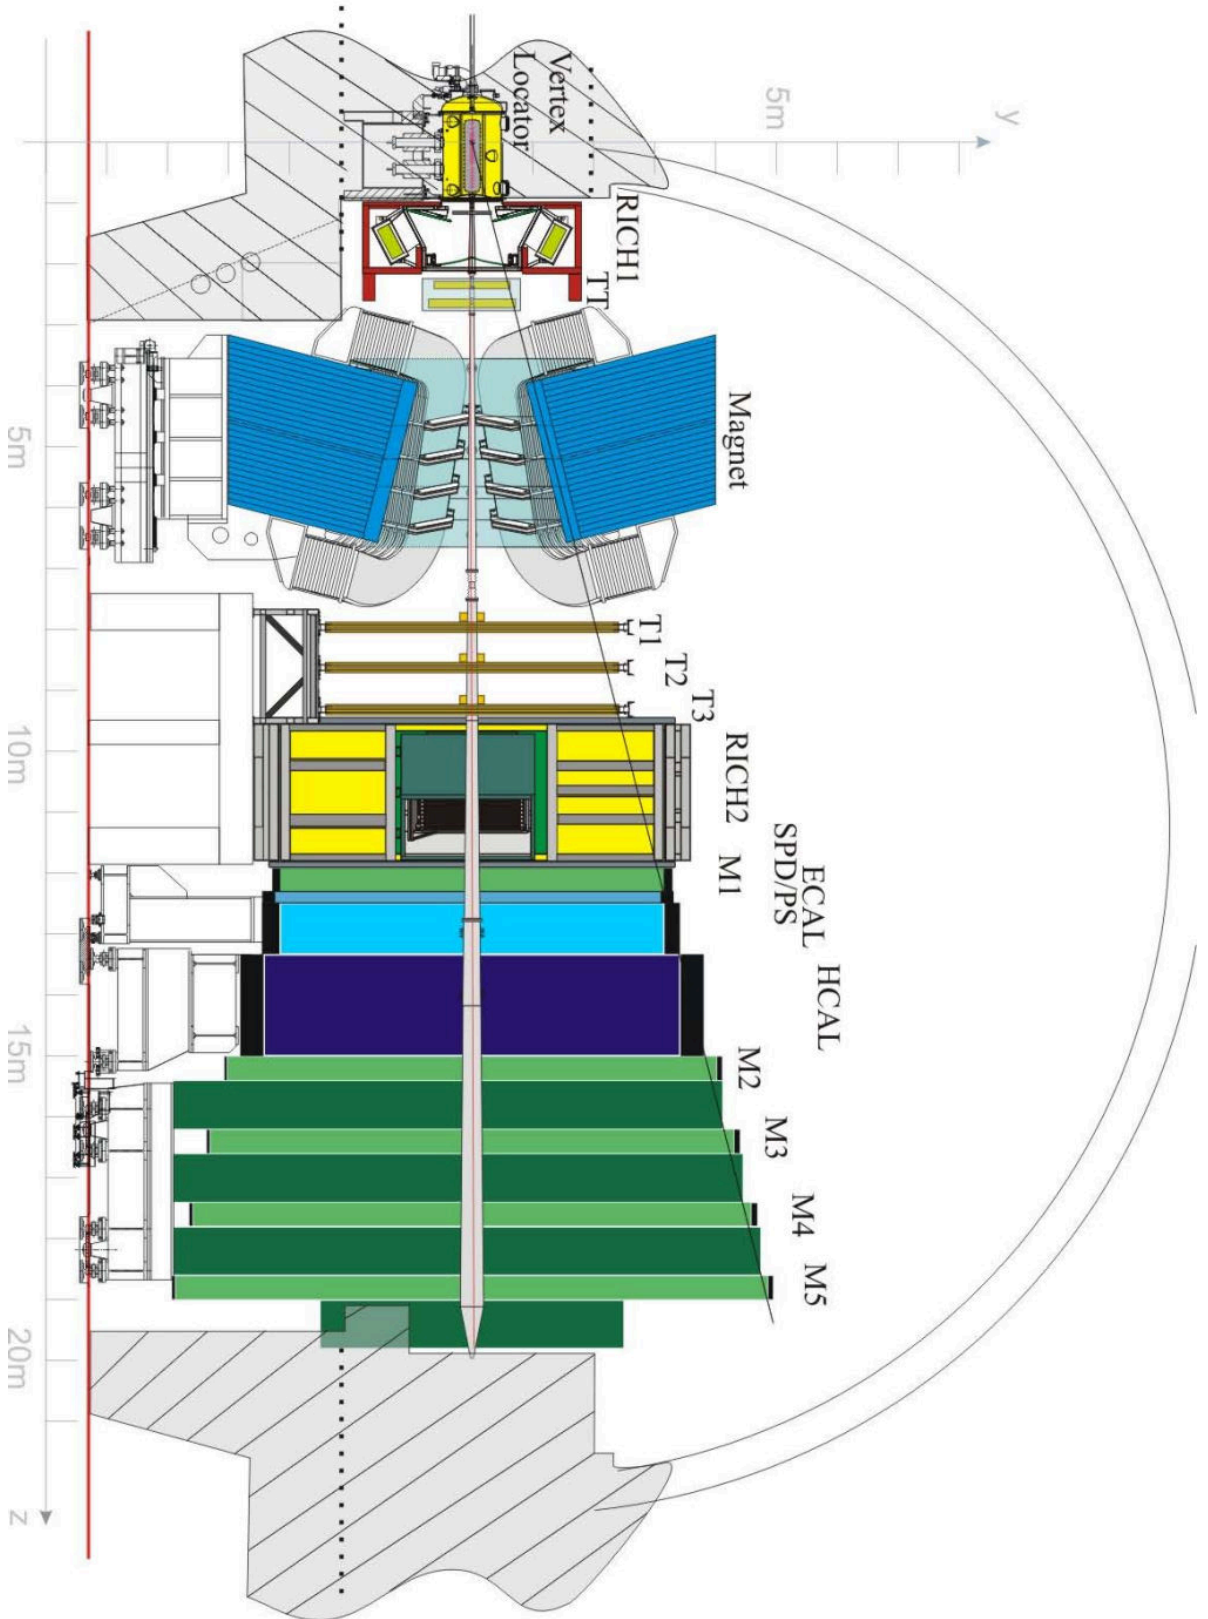 y
5m
Vertex
Locator
RICH1
TT
Magnet
T1
T2
T3
RICH2
M1
SPD/PS
ECAL
HCAL
M2
M3
M4
M5
5m
10m
15m
20m
z